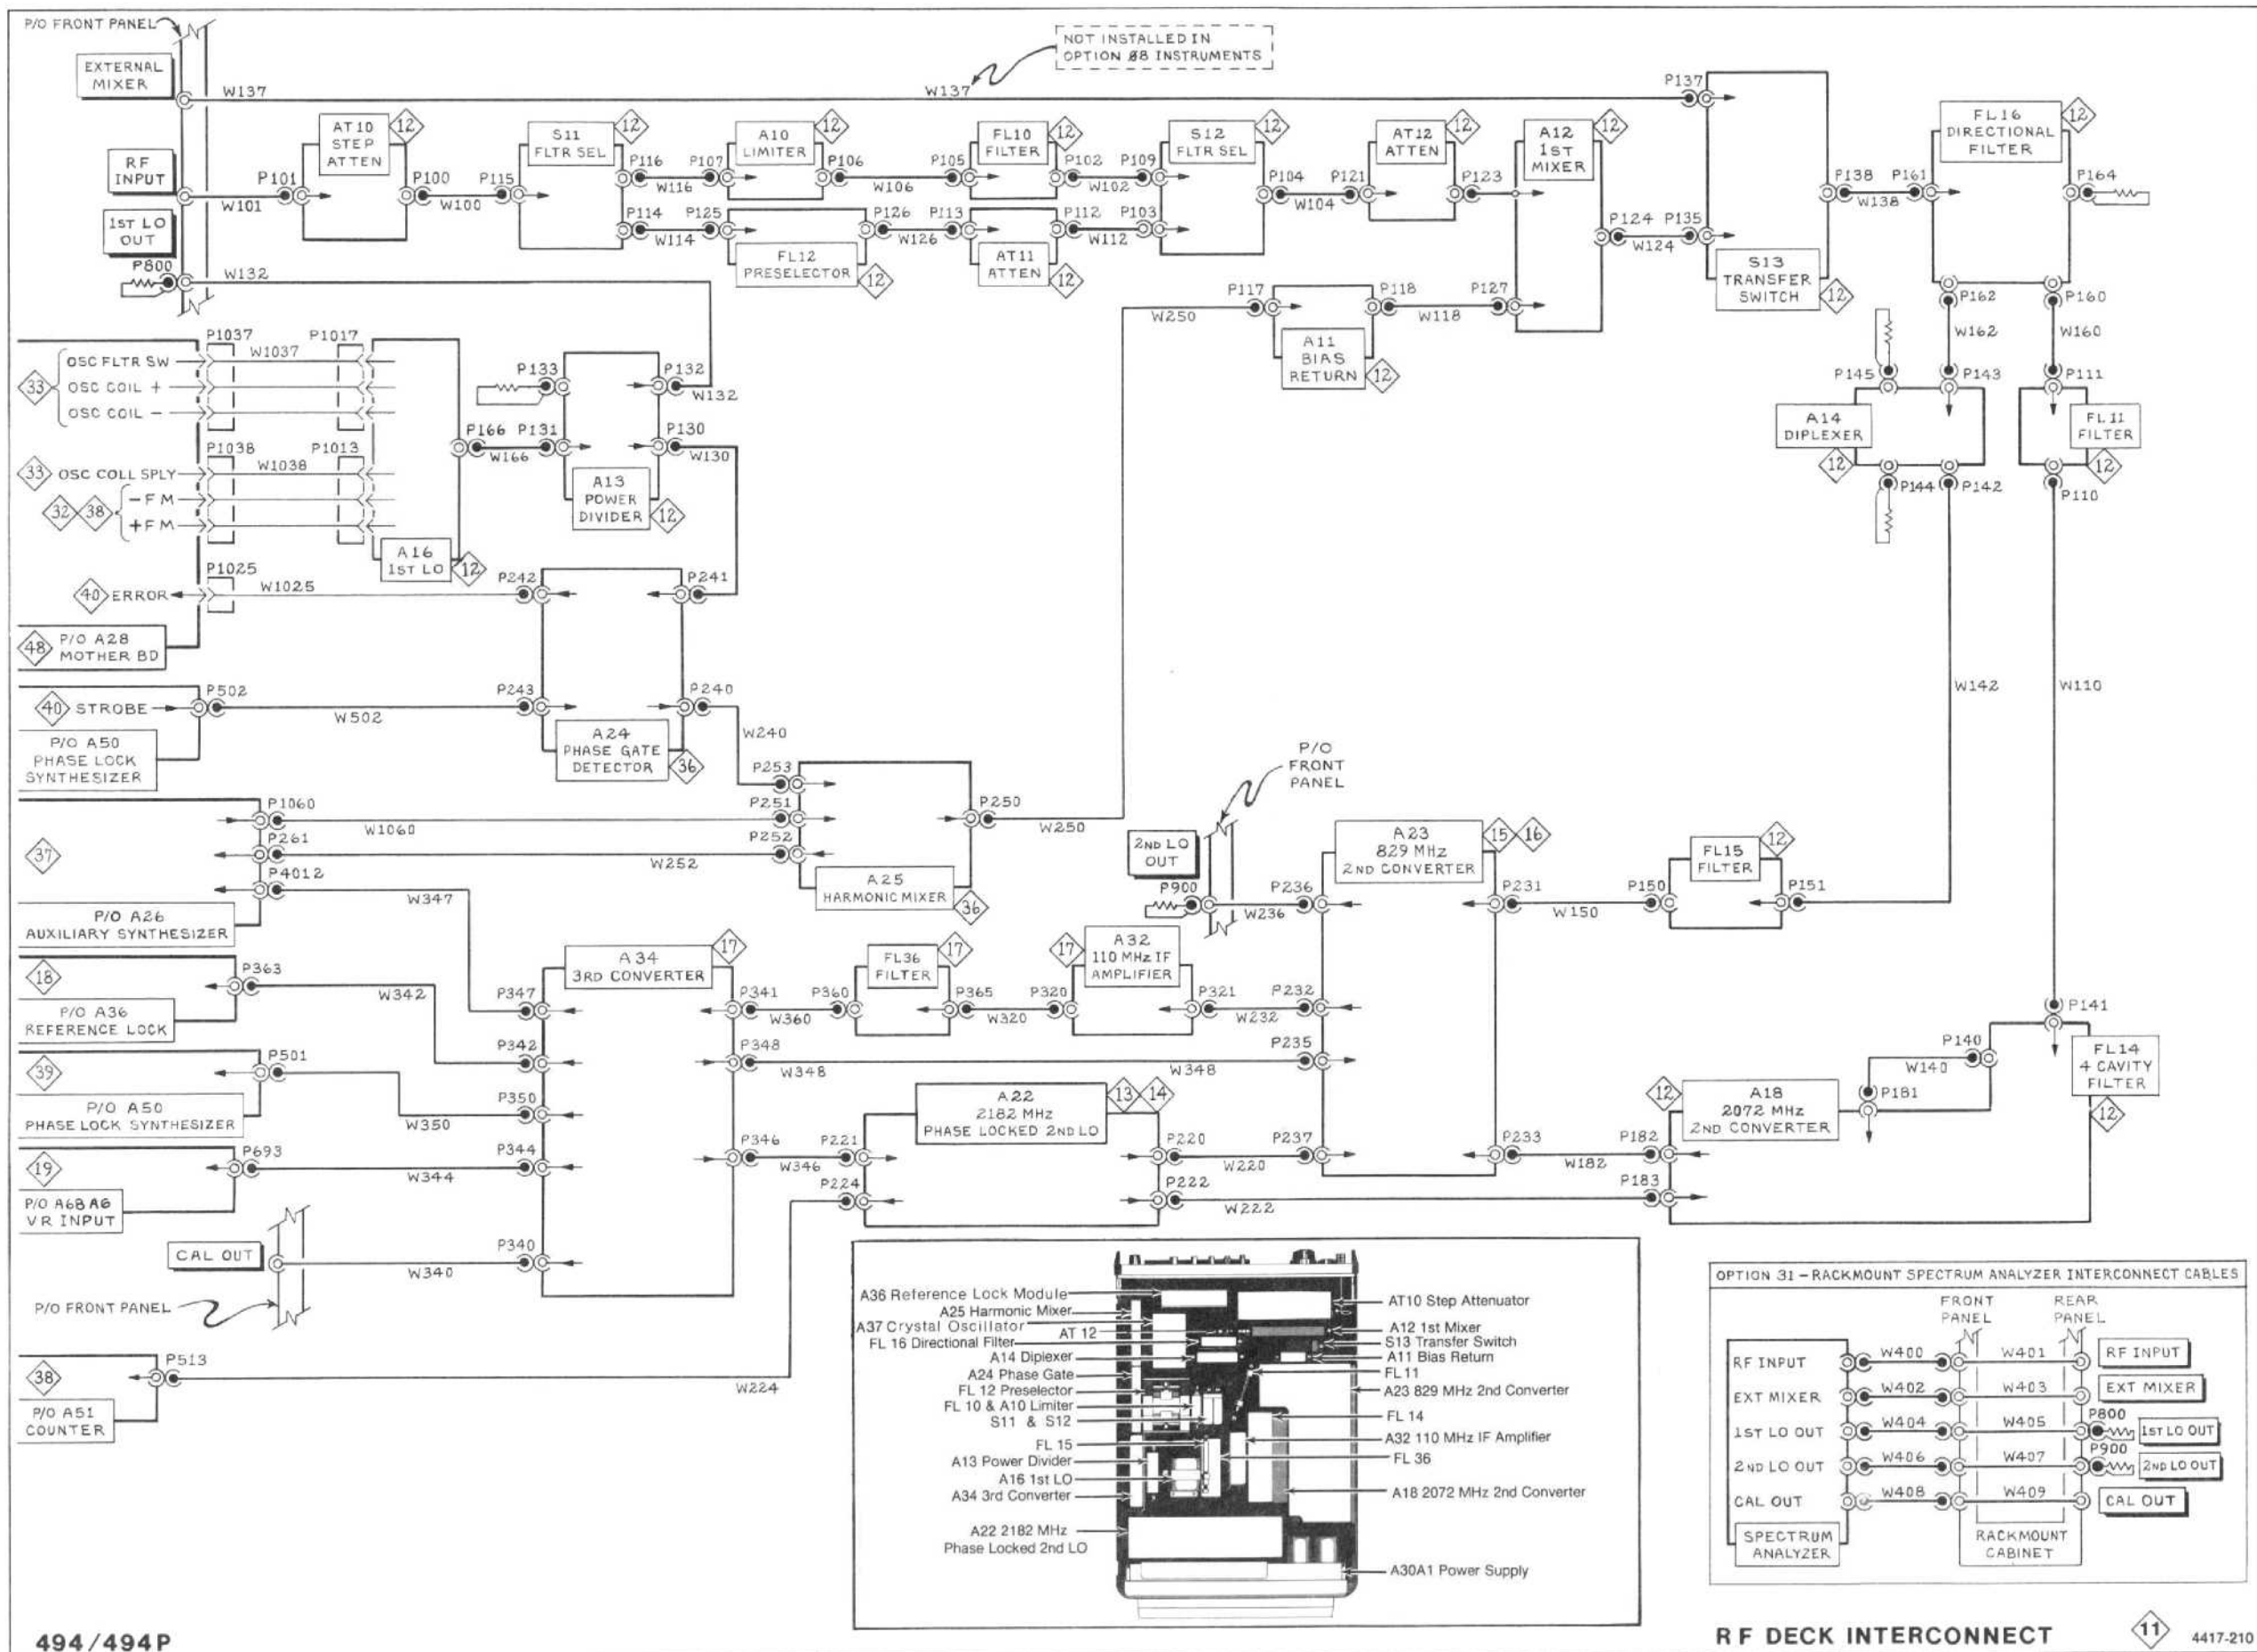 P/O FRONT PANEL
EXTERNAL
MIXER
W137
NOT INSTALLED IN
OPTION Ø8 INSTRUMENTS
W137
P137
RF
INPUT
W101
P101
AT10
STEP
ATTEN
12
P100
W100
P115
S11
FLTR SEL
12
P116
W116
P107
A10
LIMITER
12
P106
W106
P105
FL10
FILTER
12
P102
W102
P109
S12
FLTR SEL
12
P104
W104
P121
AT12
ATTEN
12
P123
A12
1ST
MIXER
12
P114
W114
P125
FL12
PRESELECTOR
12
P126
W126
P113
AT11
ATTEN
12
P112
W112
P103
P124
W124
P135
S13
TRANSFER
SWITCH
12
P138
W138
P161
FL16
DIRECTIONAL
FILTER
12
P164
P162
W162
P160
W160
1ST LO
OUT
P800
W132
W250
P117
A11
BIAS
RETURN
12
P118
W118
P127
P145
P143
A14
DIPLEXER
12
P144
P142
P111
FL11
FILTER
12
P110
33
OSC FLTR SW
OSC COIL +
OSC COIL −
P1037
W1037
P1017
33
OSC COLL SPLY
32
38
−FM
+FM
P1038
W1038
P1013
A16
1ST LO
12
P166
W166
P131
P133
P132
W132
P130
W130
A13
POWER
DIVIDER
12
40
ERROR
P1025
W1025
P242
P241
48
P/O A28
MOTHER BD
40
STROBE
P502
W502
P243
P240
W240
P/O A50
PHASE LOCK
SYNTHESIZER
A24
PHASE GATE
DETECTOR
36
W142
W110
37
P1060
W1060
P261
W252
P4012
W347
P/O A26
AUXILIARY SYNTHESIZER
P253
P251
P252
P250
W250
A25
HARMONIC MIXER
36
P/O
FRONT
PANEL
2ND LO
OUT
P900
W236
P236
A23
829 MHz
2ND CONVERTER
15
16
P231
W150
P150
FL15
FILTER
12
P151
18
P363
W342
P/O A36
REFERENCE LOCK
A34
3RD CONVERTER
17
P347
P341
W360
P360
FL36
FILTER
17
P365
W320
P320
A32
110 MHz IF
AMPLIFIER
17
P321
W232
P232
P342
P348
W348
W348
P235
39
P501
W350
P350
P/O A50
PHASE LOCK SYNTHESIZER
P141
P140
W140
P181
FL14
4 CAVITY
FILTER
12
A22
2182 MHz
PHASE LOCKED 2ND LO
13
14
12
A18
2072 MHz
2ND CONVERTER
19
P693
W344
P344
P/O A68A6
VR INPUT
P346
W346
P221
P220
W220
P237
P233
W182
P182
P224
P222
W222
P183
CAL OUT
W340
P340
P/O FRONT PANEL
38
P513
W224
P/O A51
COUNTER
A36 Reference Lock Module
A25 Harmonic Mixer
A37 Crystal Oscillator
AT 12
FL 16 Directional Filter
A14 Diplexer
A24 Phase Gate
FL 12 Preselector
FL 10 & A10 Limiter
S11 & S12
FL 15
A13 Power Divider
A16 1st LO
A34 3rd Converter
A22 2182 MHz
Phase Locked 2nd LO
AT10 Step Attenuator
A12 1st Mixer
S13 Transfer Switch
A11 Bias Return
FL 11
A23 829 MHz 2nd Converter
FL 14
A32 110 MHz IF Amplifier
FL 36
A18 2072 MHz 2nd Converter
A30A1 Power Supply
OPTION 31 – RACKMOUNT SPECTRUM ANALYZER INTERCONNECT CABLES
FRONT
PANEL
REAR
PANEL
RF INPUT W400 W401 RF INPUT
EXT MIXER W402 W403 EXT MIXER
1ST LO OUT W404 W405 P800 1ST LO OUT
2ND LO OUT W406 W407 P900 2ND LO OUT
CAL OUT W408 W409 CAL OUT
SPECTRUM
ANALYZER
RACKMOUNT
CABINET
494/494P
RF DECK INTERCONNECT
11
4417-210